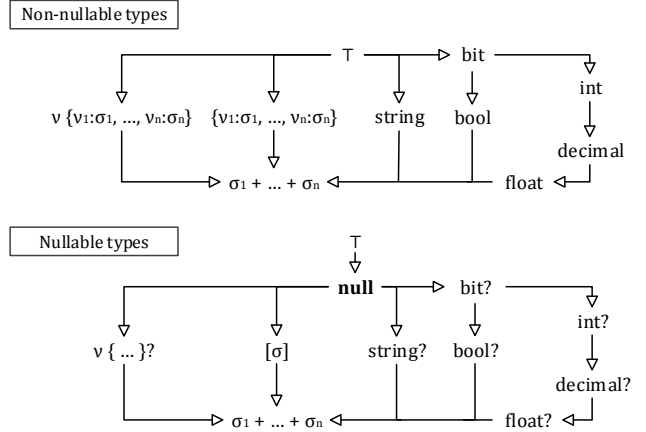 Non-nullable types
⊤ bit
int
ν {ν₁:σ₁, ..., νₙ:σₙ} {ν₁:σ₁, ..., νₙ:σₙ} string bool
decimal
σ₁ + ... + σₙ float
Nullable types
⊤
null bit?
int?
ν { ... }? [σ] string? bool?
decimal?
σ₁ + ... + σₙ float?